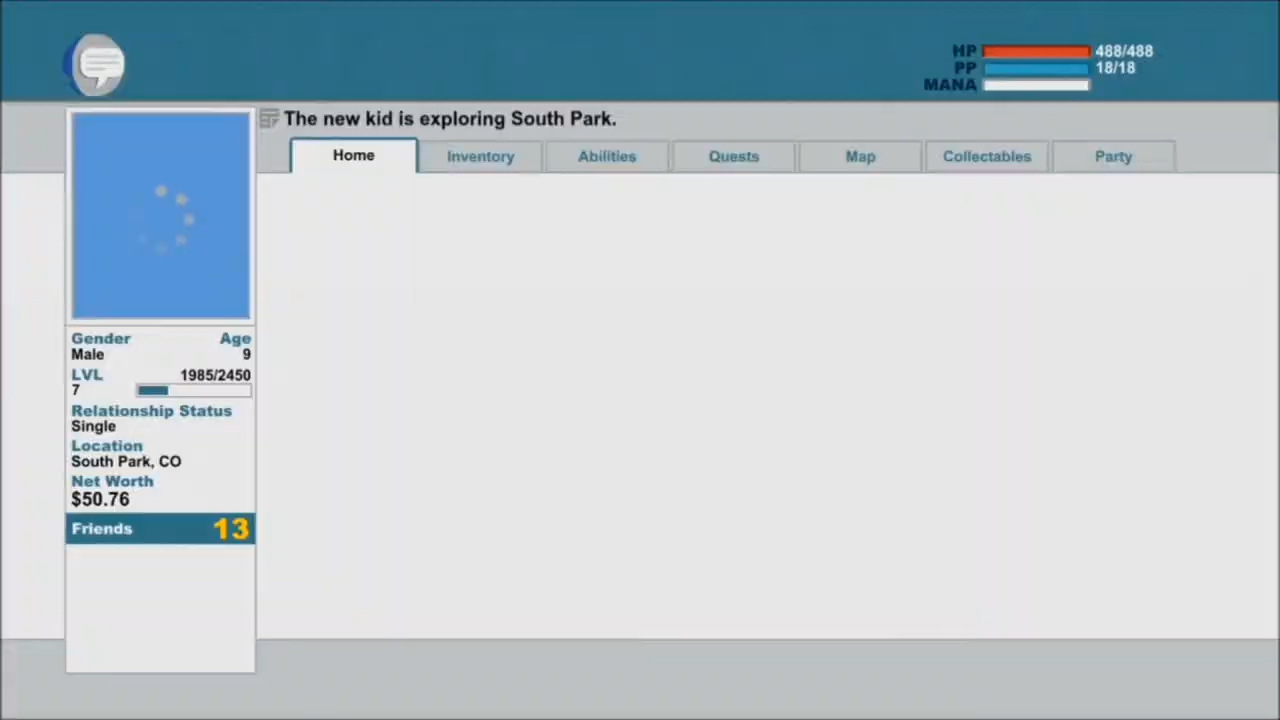 HP 488/488
PP 18/18
MANA
The new kid is exploring South Park.
Home Inventory Abilities Quests Map Collectables Party
Gender Age
Male 9
LVL 1985/2450
7
Relationship Status
Single
Location
South Park, CO
Net Worth
$50.76
Friends 13